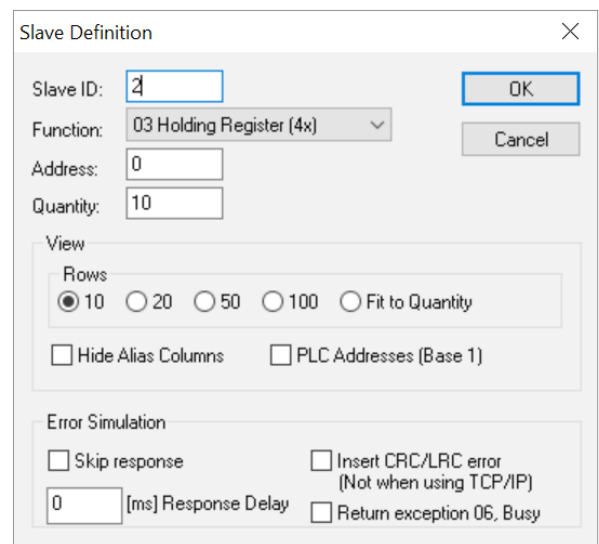 Slave Definition
Slave ID: 2 OK
Function: 03 Holding Register (4x) Cancel
Address: 0
Quantity: 10
View
Rows
10 20 50 100 Fit to Quantity
Hide Alias Columns PLC Addresses (Base 1)
Error Simulation
Skip response Insert CRC/LRC error
(Not when using TCP/IP)
0 [ms] Response Delay Return exception 06, Busy